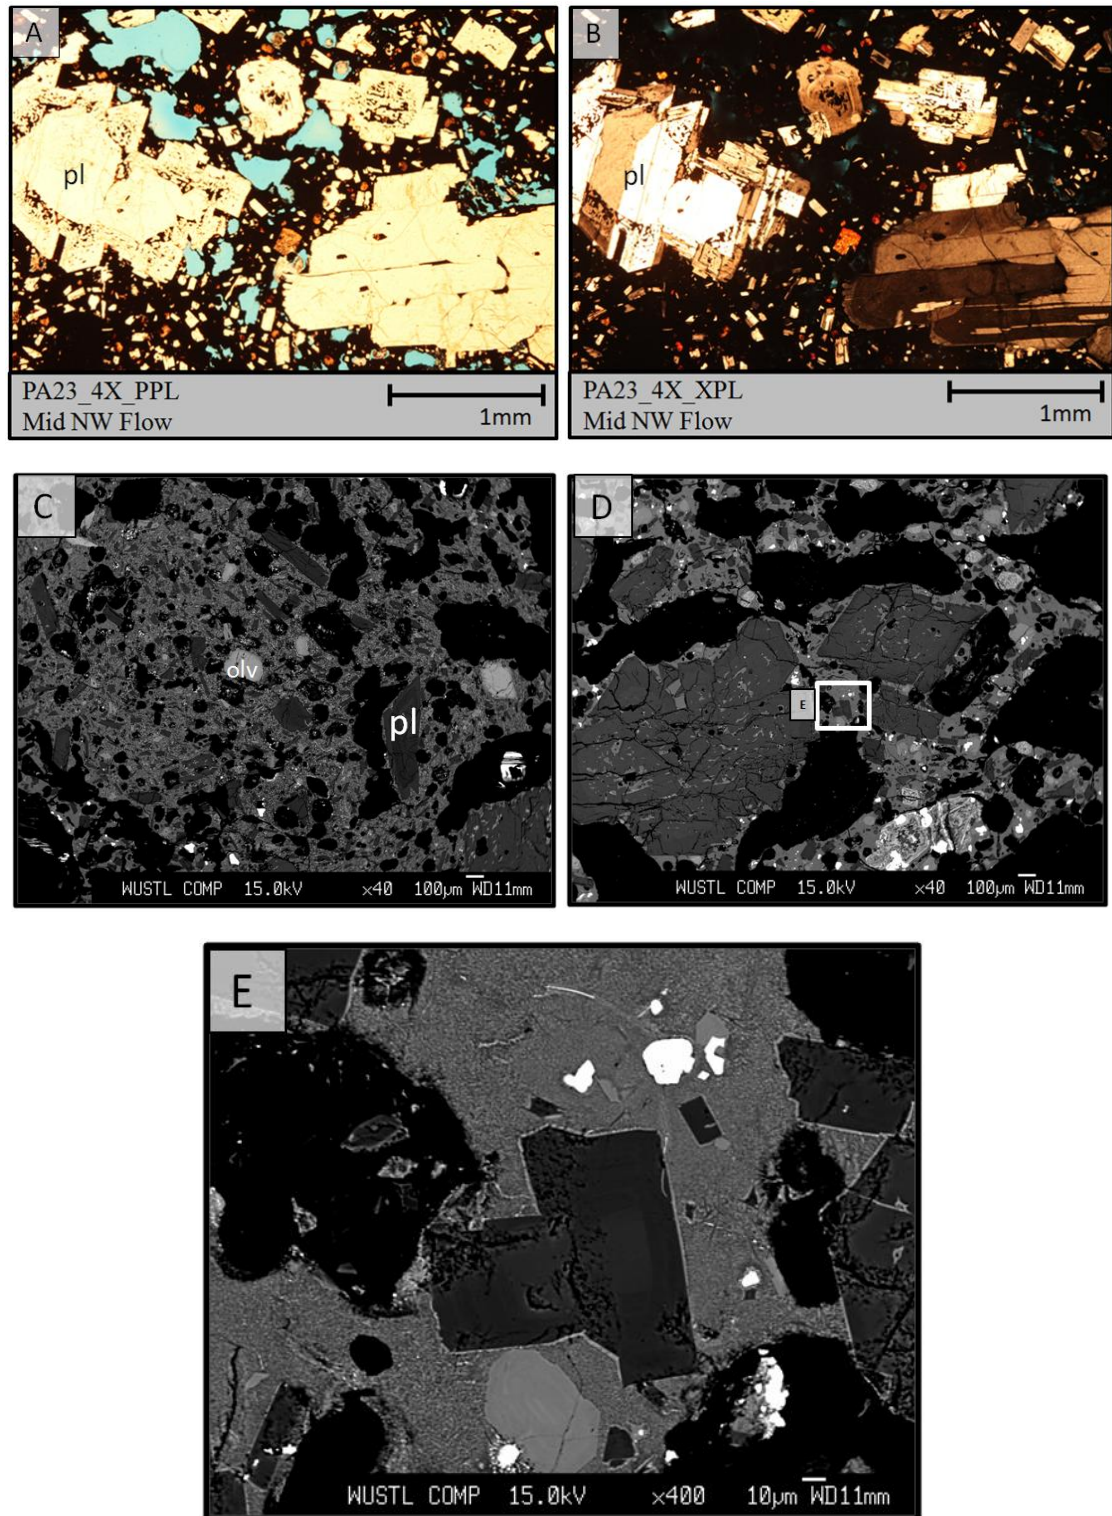 A
pl
PA23_4X_PPL
Mid NW Flow
1mm
B
pl
PA23_4X_XPL
Mid NW Flow
1mm
C
olv
pl
WUSTL COMP 15.0kV ×40 100µm WD11mm
D
E
WUSTL COMP 15.0kV ×40 100µm WD11mm
E
WUSTL COMP 15.0kV ×400 10µm WD11mm